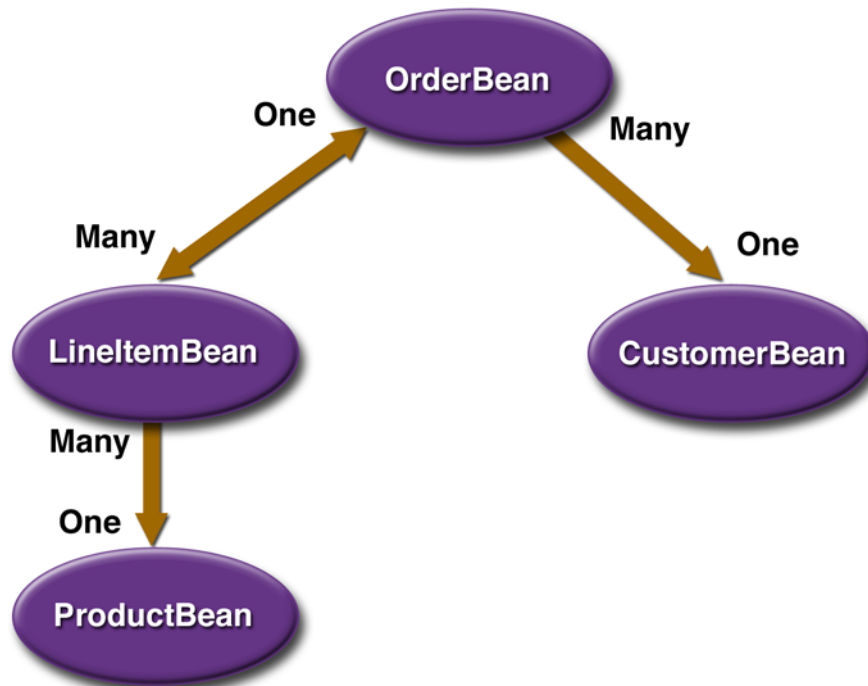 OrderBean
One
Many
Many
One
LineItemBean
CustomerBean
Many
One
ProductBean